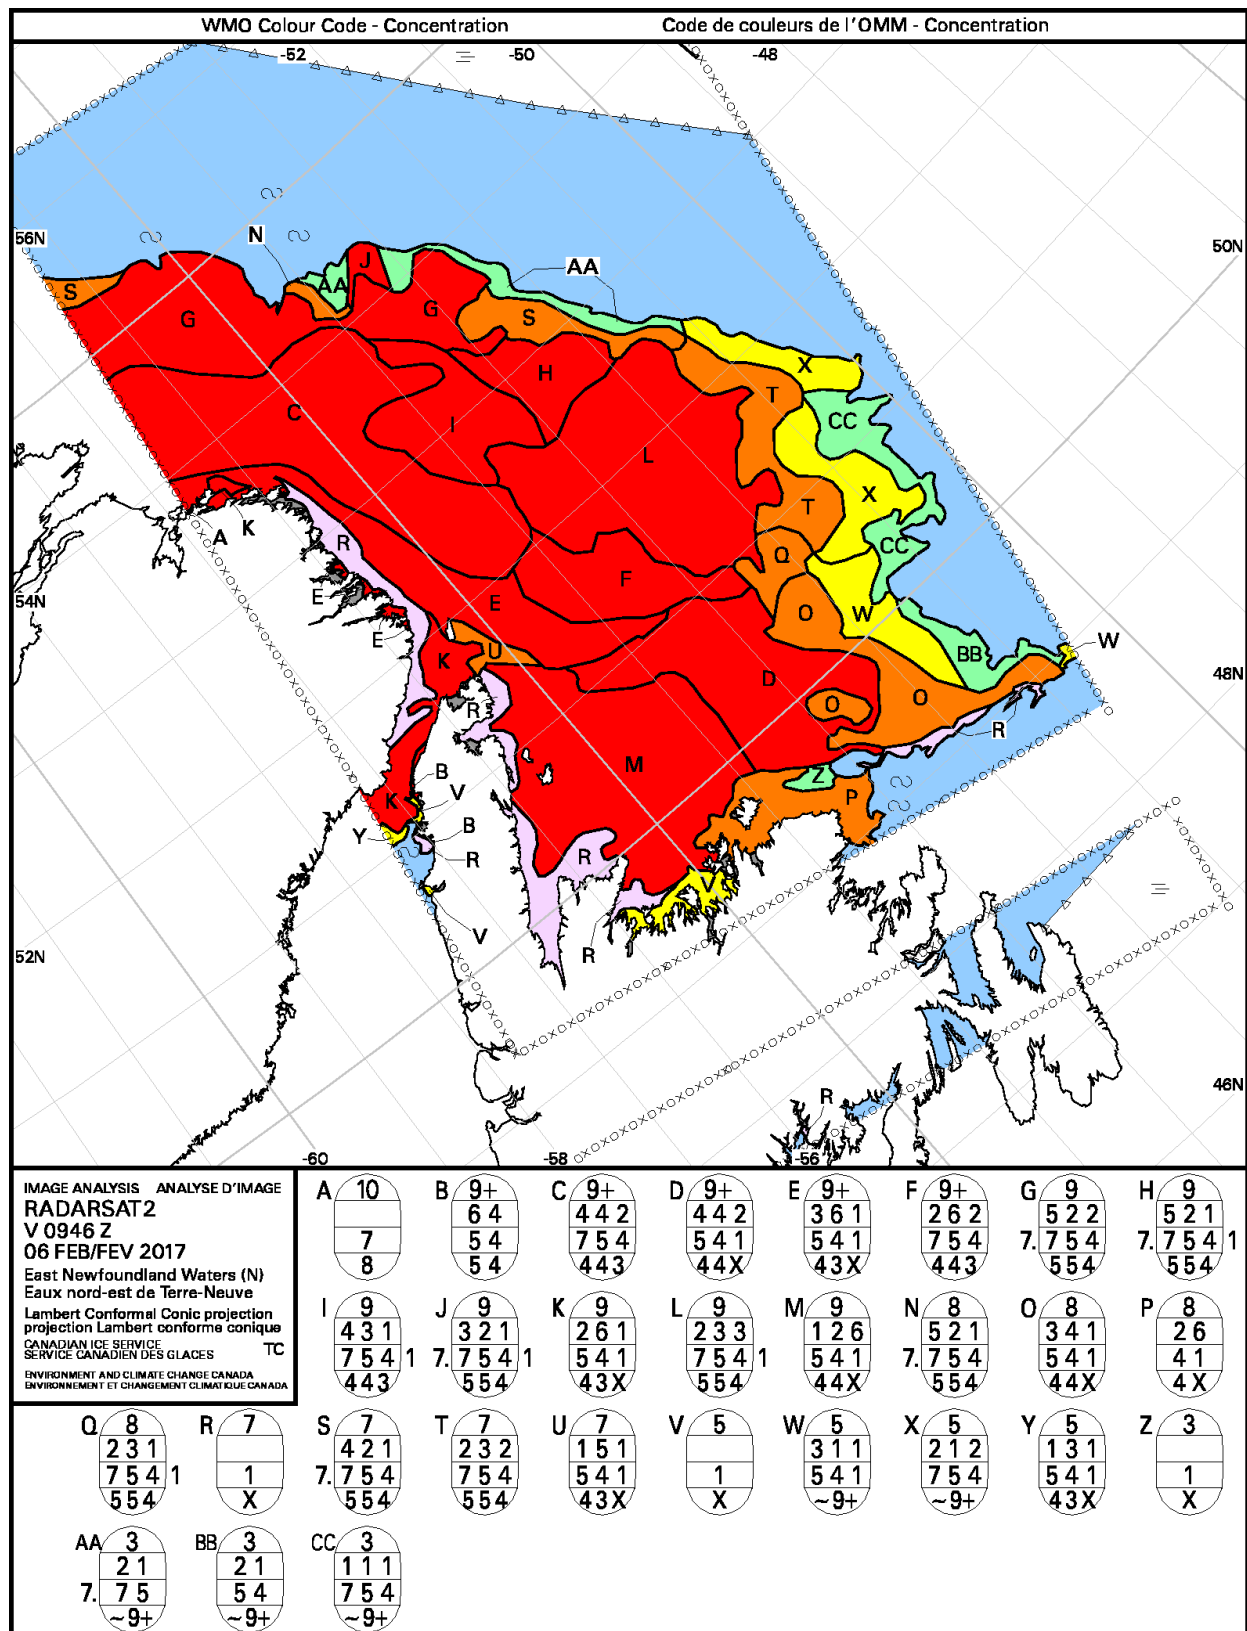 WMO Colour Code - Concentration Code de couleurs de l'OMM - Concentration
-52 -50 -48
56N N AA 50N
S G AA J G S
H X T CC
C I L
X T
A K R CC
Q
54N E F E O W
E W
K U D BB
R O O R 48N
M Z P
B
K V
Y B
R R V
V R
52N
R 46N
-60 -58 -56
IMAGE ANALYSIS ANALYSE D'IMAGE
RADARSAT2
V 0946 Z
06 FEB/FEV 2017
East Newfoundland Waters (N)
Eaux nord-est de Terre-Neuve
Lambert Conformal Conic projection
projection Lambert conforme conique
CANADIAN ICE SERVICE
SERVICE CANADIEN DES GLACES TC
ENVIRONMENT AND CLIMATE CHANGE CANADA
ENVIRONNEMENT ET CHANGEMENT CLIMATIQUE CANADA
A 10 B 9+ C 9+ D 9+ E 9+ F 9+ G 9 H 9
6 4 4 4 2 4 4 2 3 6 1 2 6 2 5 2 2 5 2 1
7 5 4 7 5 4 5 4 1 5 4 1 7 5 4 7. 7 5 4 7. 7 5 4 1
8 5 4 4 4 3 4 4 X 4 3 X 4 4 3 5 5 4 5 5 4
I 9 J 9 K 9 L 9 M 9 N 8 O 8 P 8
4 3 1 3 2 1 2 6 1 2 3 3 1 2 6 5 2 1 3 4 1 2 6
7 5 4 1 7. 7 5 4 1 5 4 1 7 5 4 1 5 4 1 7. 7 5 4 5 4 1 4 1
4 4 3 5 5 4 4 3 X 5 5 4 4 4 X 5 5 4 4 4 X 4 X
Q 8 R 7 S 7 T 7 U 7 V 5 W 5 X 5 Y 5 Z 3
2 3 1 4 2 1 2 3 2 1 5 1 3 1 1 2 1 2 1 3 1
7 5 4 1 1 7. 7 5 4 7 5 4 5 4 1 1 5 4 1 7 5 4 5 4 1 1
5 5 4 X 5 5 4 5 5 4 4 3 X X ~9+ ~9+ 4 3 X X
AA 3 BB 3 CC 3
2 1 2 1 1 1 1
7. 7 5 5 4 7 5 4
~9+ ~9+ ~9+